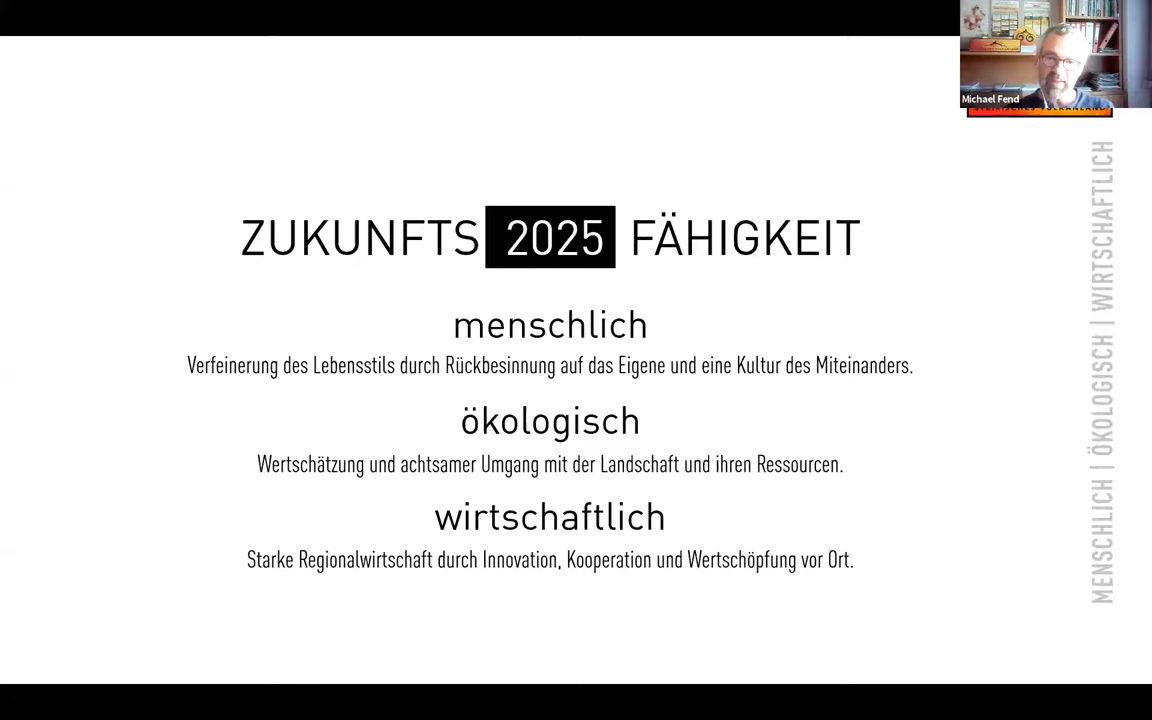 Michael Fend
ZUKUNFTS 2025 FÄHIGKEIT
menschlich
Verfeinerung des Lebensstils durch Rückbesinnung auf das Eigene und eine Kultur des Miteinanders.
ökologisch
Wertschätzung und achtsamer Umgang mit der Landschaft und ihren Ressourcen.
wirtschaftlich
Starke Regionalwirtschaft durch Innovation, Kooperation und Wertschöpfung vor Ort.
MENSCHLICH | ÖKOLOGISCH | WIRTSCHAFTLICH